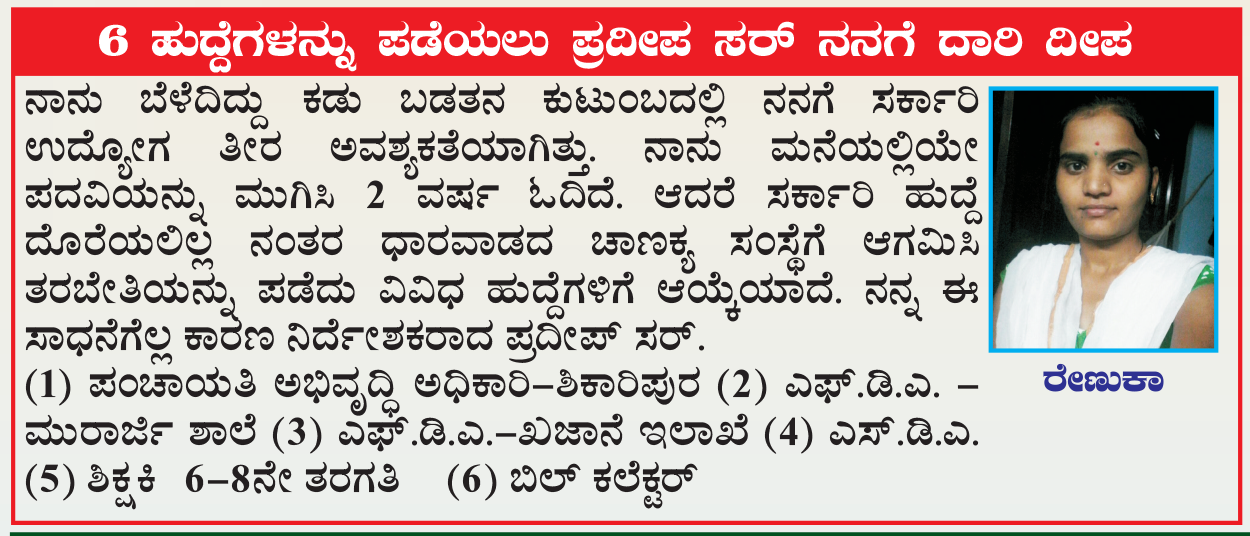 6 ಹುದ್ದೆಗಳನ್ನು ಪಡೆಯಲು ಪ್ರದೀಪ ಸರ್ ನನಗೆ ದಾರಿ ದೀಪ
ನಾನು ಬೆಳೆದಿದ್ದು ಕಡು ಬಡತನ ಕುಟುಂಬದಲ್ಲಿ ನನಗೆ ಸರ್ಕಾರಿ
ಉದ್ಯೋಗ ತೀರ ಅವಶ್ಯಕತೆಯಾಗಿತ್ತು. ನಾನು ಮನೆಯಲ್ಲಿಯೇ
ಪದವಿಯನ್ನು ಮುಗಿಸಿ 2 ವರ್ಷ ಓದಿದೆ. ಆದರೆ ಸರ್ಕಾರಿ ಹುದ್ದೆ
ದೊರೆಯಲಿಲ್ಲ ನಂತರ ಧಾರವಾಡದ ಚಾಣಕ್ಯ ಸಂಸ್ಥೆಗೆ ಆಗಮಿಸಿ
ತರಬೇತಿಯನ್ನು ಪಡೆದು ವಿವಿಧ ಹುದ್ದೆಗಳಿಗೆ ಆಯ್ಕೆಯಾದೆ. ನನ್ನ ಈ
ಸಾಧನೆಗೆಲ್ಲ ಕಾರಣ ನಿರ್ದೇಶಕರಾದ ಪ್ರದೀಪ್ ಸರ್.
(1) ಪಂಚಾಯತಿ ಅಭಿವೃದ್ಧಿ ಅಧಿಕಾರಿ-ಶಿಕಾರಿಪುರ (2) ಎಫ್.ಡಿ.ಎ. -
ಮುರಾರ್ಜಿ ಶಾಲೆ (3) ಎಫ್.ಡಿ.ಎ.-ಖಜಾನೆ ಇಲಾಖೆ (4) ಎಸ್.ಡಿ.ಎ.
(5) ಶಿಕ್ಷಕಿ 6-8ನೇ ತರಗತಿ (6) ಬಿಲ್ ಕಲೆಕ್ಟರ್
ರೇಣುಕಾ